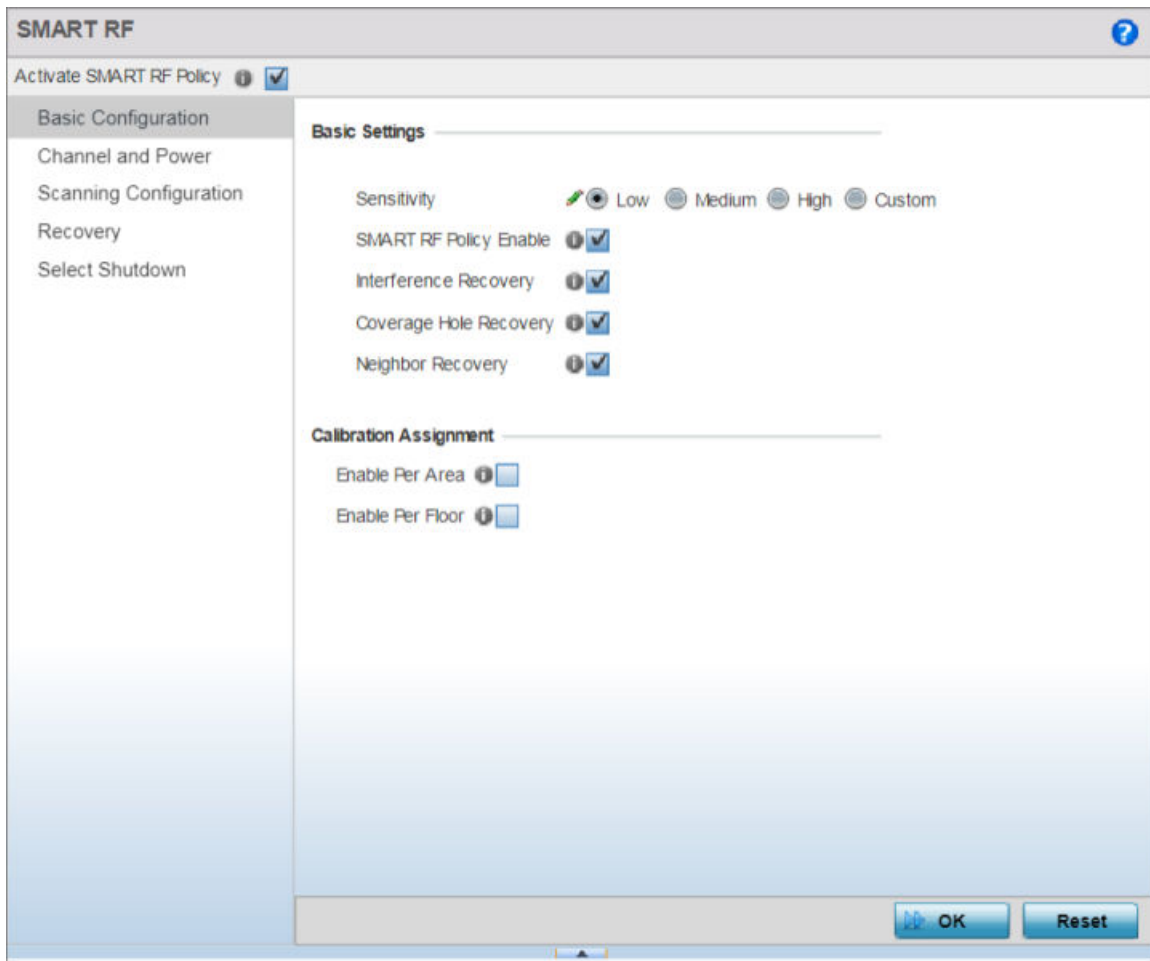 SMART RF
?
Activate SMART RF Policy i
Basic Configuration
Channel and Power
Scanning Configuration
Recovery
Select Shutdown
Basic Settings
Sensitivity Low Medium High Custom
SMART RF Policy Enable i
Interference Recovery i
Coverage Hole Recovery i
Neighbor Recovery i
Calibration Assignment
Enable Per Area i
Enable Per Floor i
OK Reset